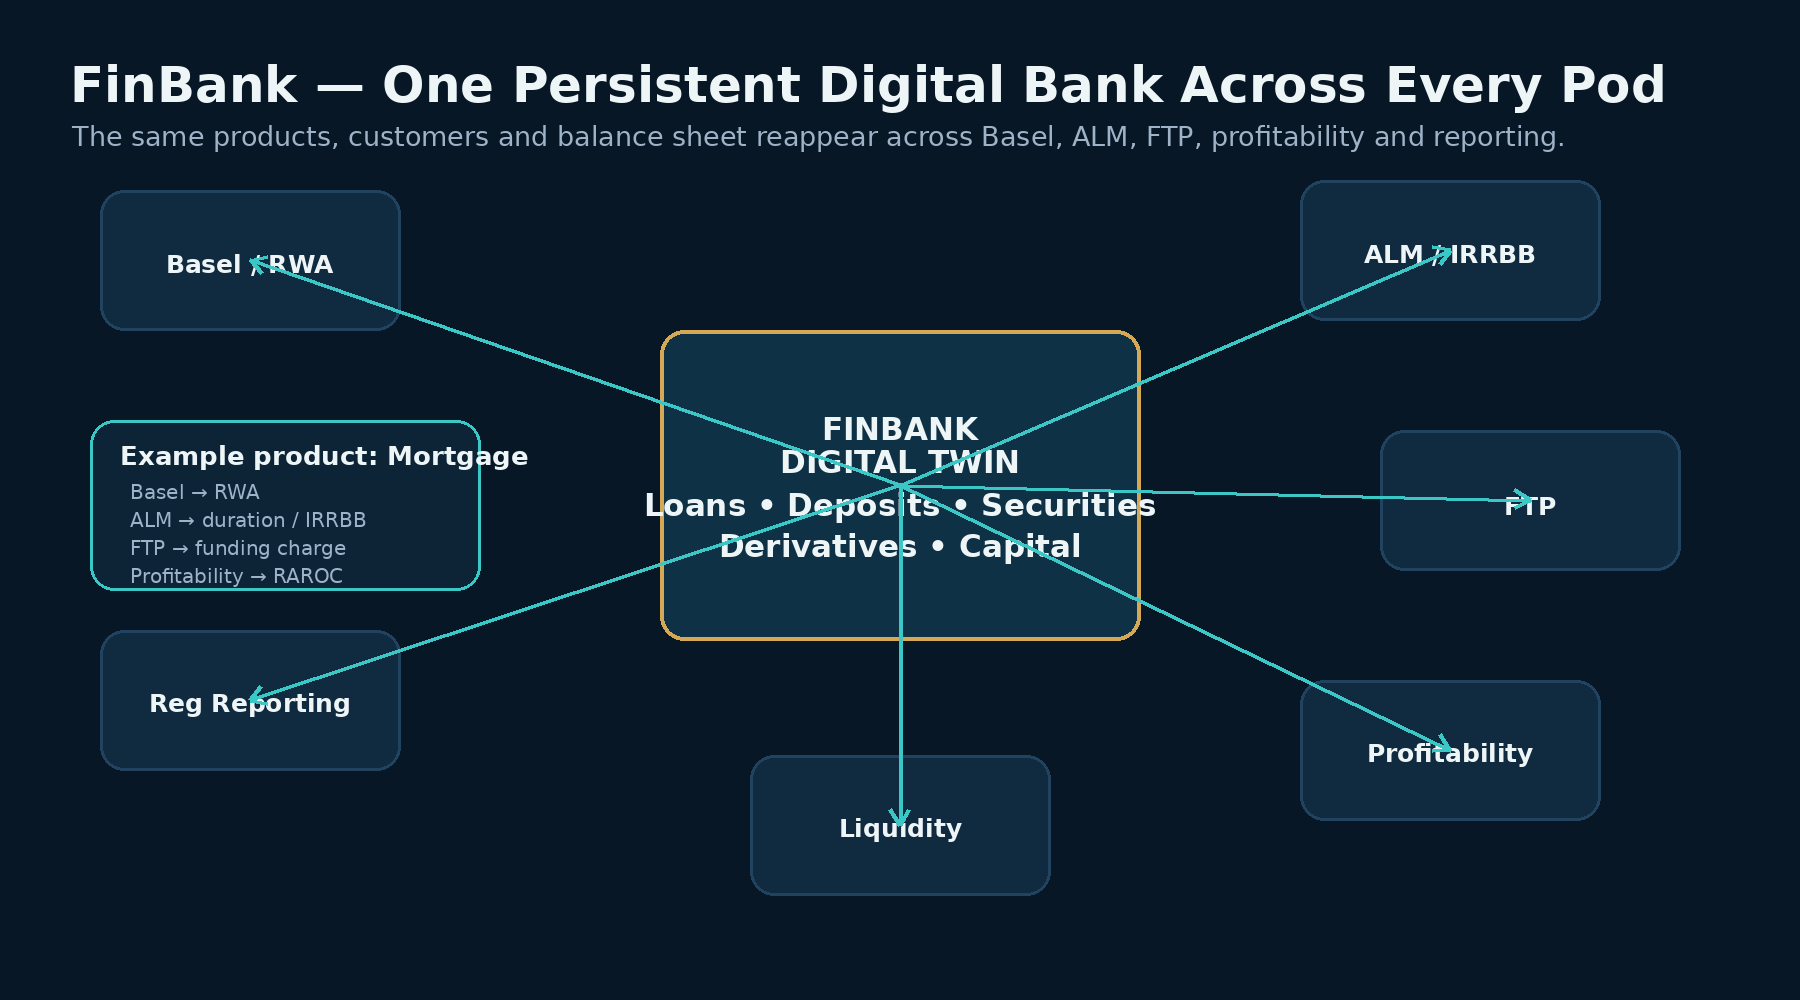 FinBank — One Persistent Digital Bank Across Every Pod
The same products, customers and balance sheet reappear across Basel, ALM, FTP, profitability and reporting.
Basel / RWA
ALM / IRRBB
FINBANK
DIGITAL TWIN
Loans • Deposits • Securities
Derivatives • Capital
Example product: Mortgage
Basel → RWA
ALM → duration / IRRBB
FTP → funding charge
Profitability → RAROC
FTP
Reg Reporting
Profitability
Liquidity